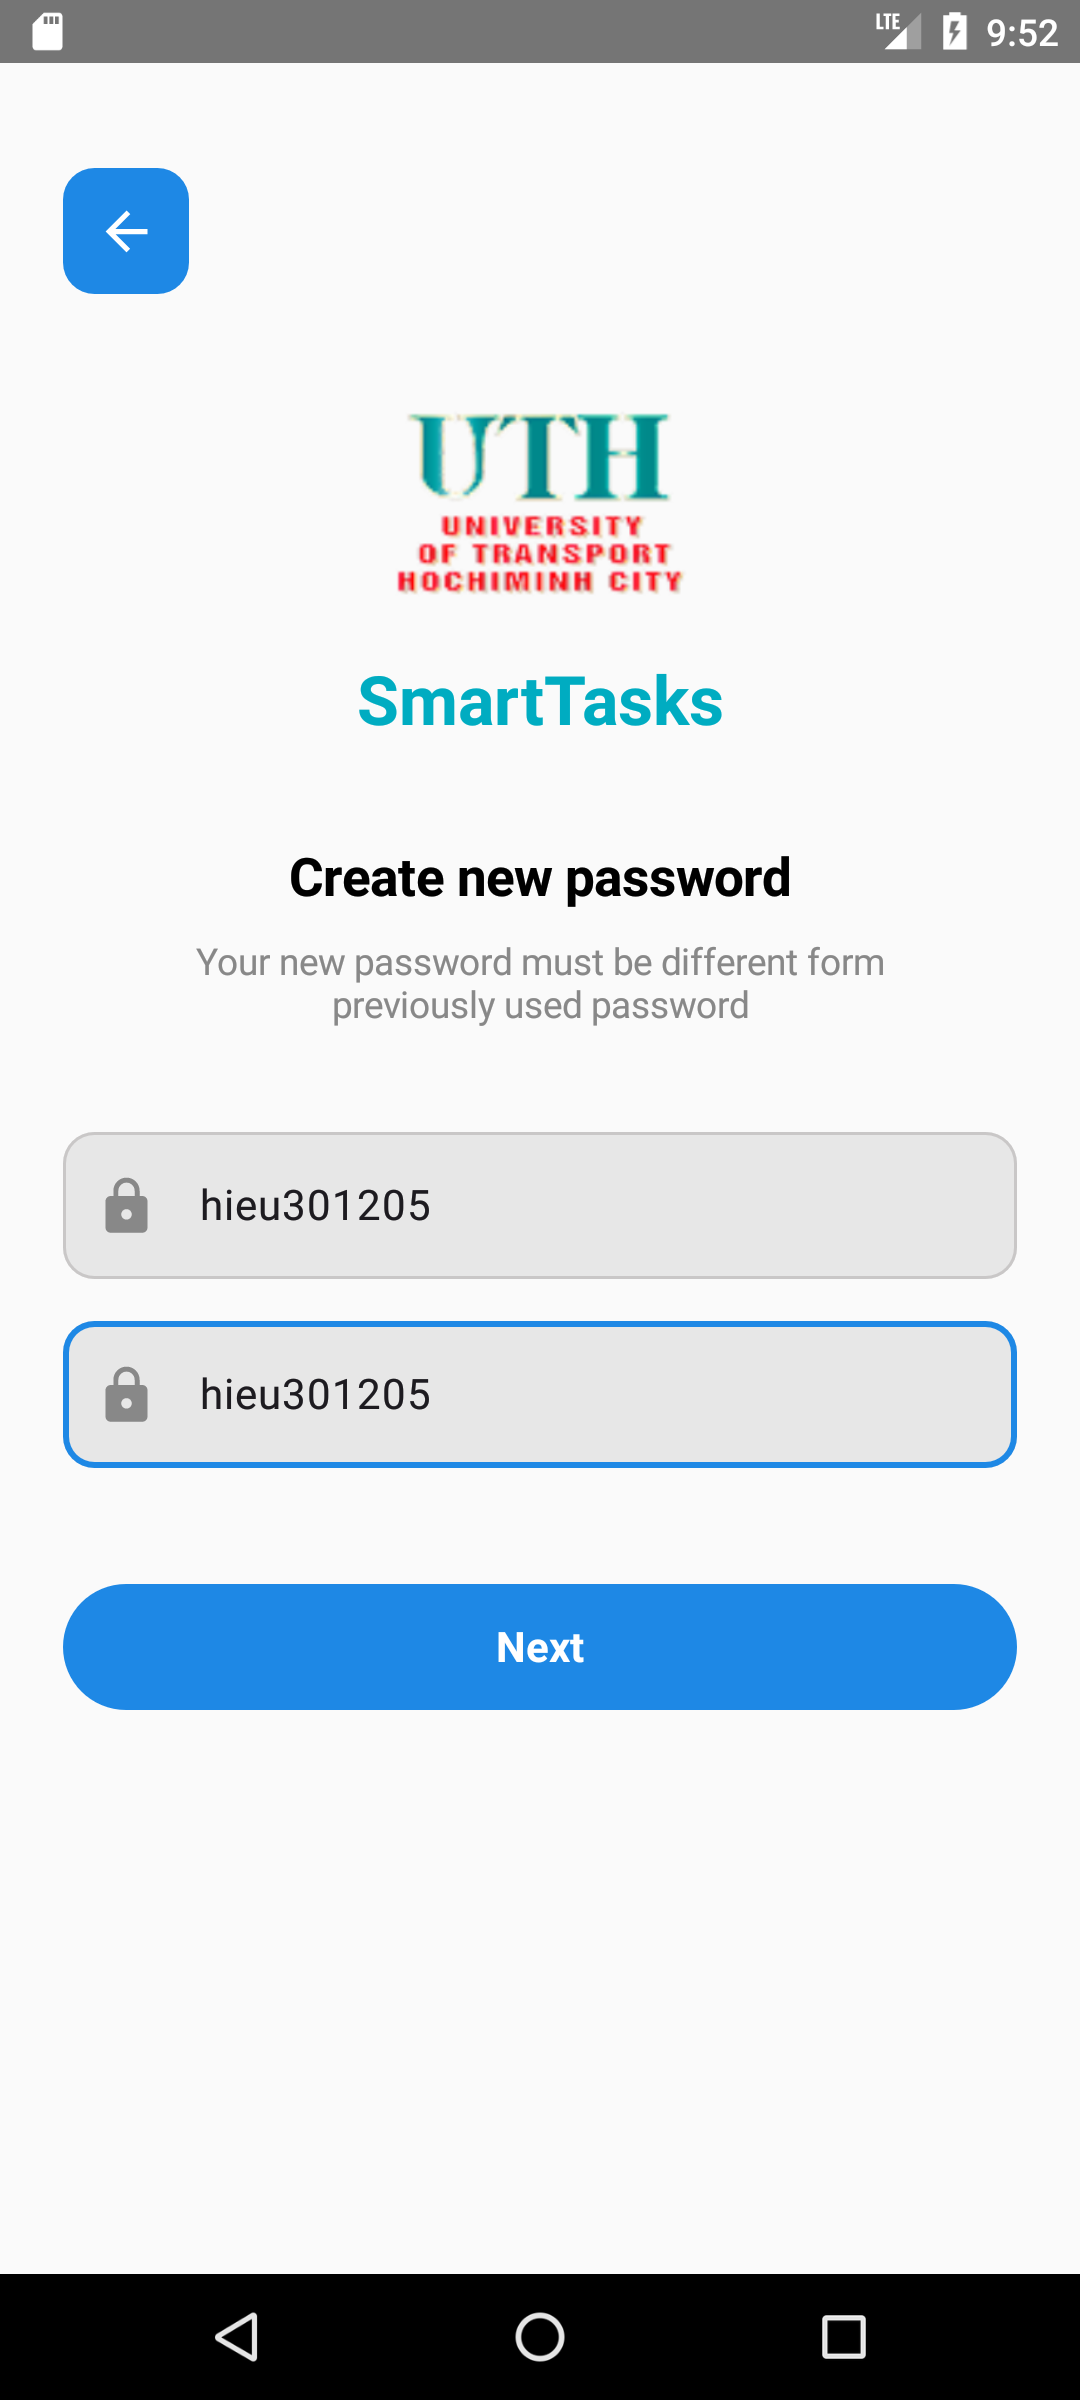 LTE 9:52
UTH
UNIVERSITY
OF TRANSPORT
HOCHIMINH CITY
SmartTasks
Create new password
Your new password must be different form
previously used password
hieu301205
hieu301205
Next